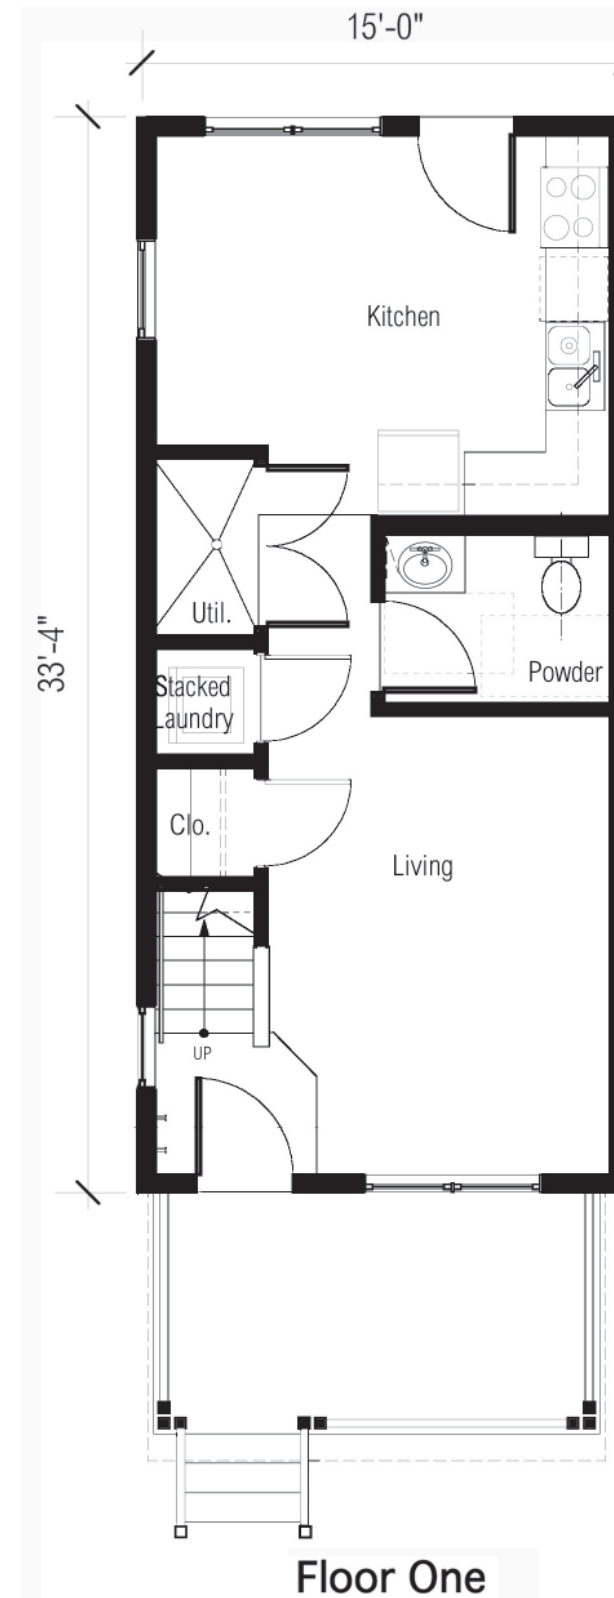 15'-0"
Kitchen
33'-4"
Util.
Powder
Stacked
Laundry
Clo.
Living
UP
Floor One